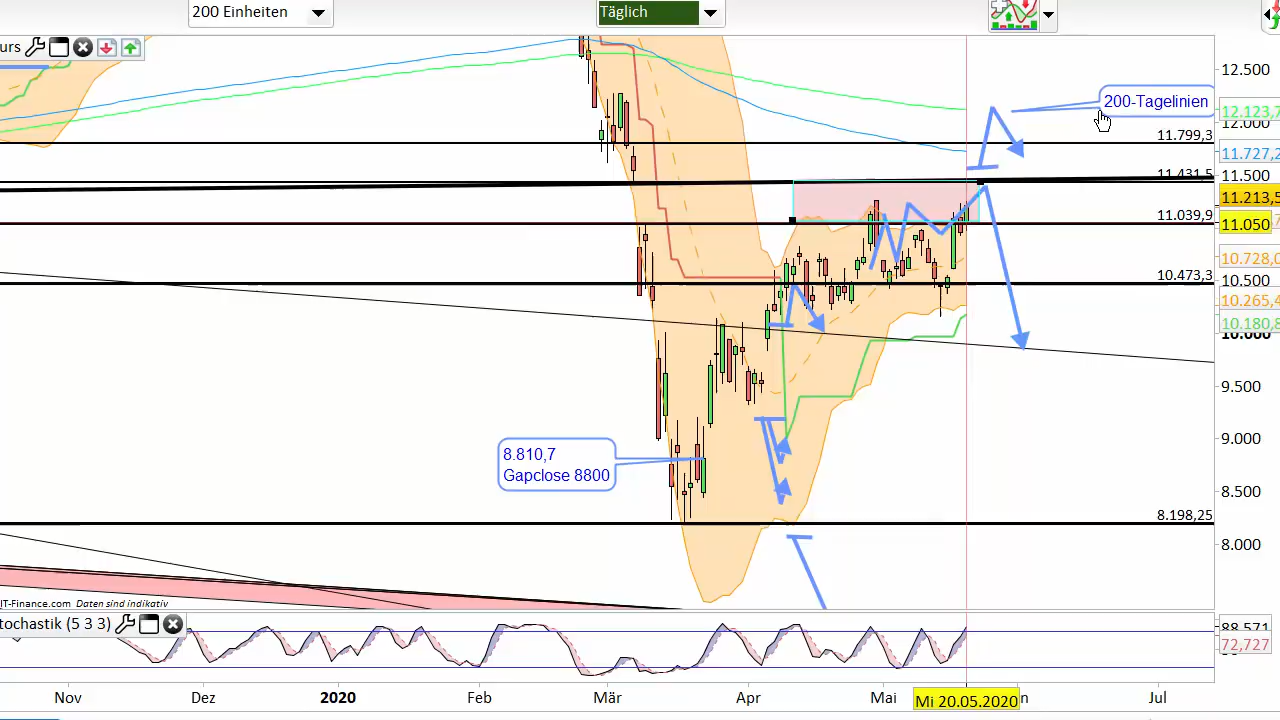 200 Einheiten
Täglich
urs
12.500
200-Tagelinien
12.123,7
12.000
11.799,3
11.727,2
11.500
11.431,5
11.213,5
11.039,9
11.050
10.728,0
10.473,3
10.500
10.265,4
10.180,8
10.000
9.500
9.000
8.810,7
Gapclose 8800
8.500
8.198,25
8.000
IT-Finance.com Daten sind indikativ
tochastik (5 3 3)
88,571
72,727
Nov
Dez
2020
Feb
Mär
Apr
Mai
Mi 20.05.2020
n
Jul